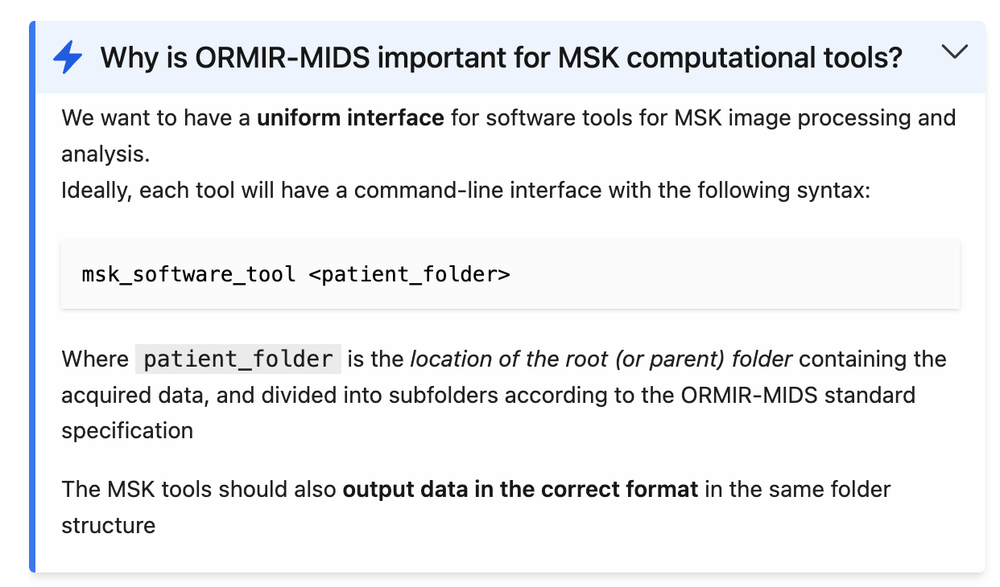 Why is ORMIR-MIDS important for MSK computational tools?
We want to have a uniform interface for software tools for MSK image processing and
analysis.
Ideally, each tool will have a command-line interface with the following syntax:
msk_software_tool <patient_folder>
Where patient_folder is the location of the root (or parent) folder containing the
acquired data, and divided into subfolders according to the ORMIR-MIDS standard
specification
The MSK tools should also output data in the correct format in the same folder
structure